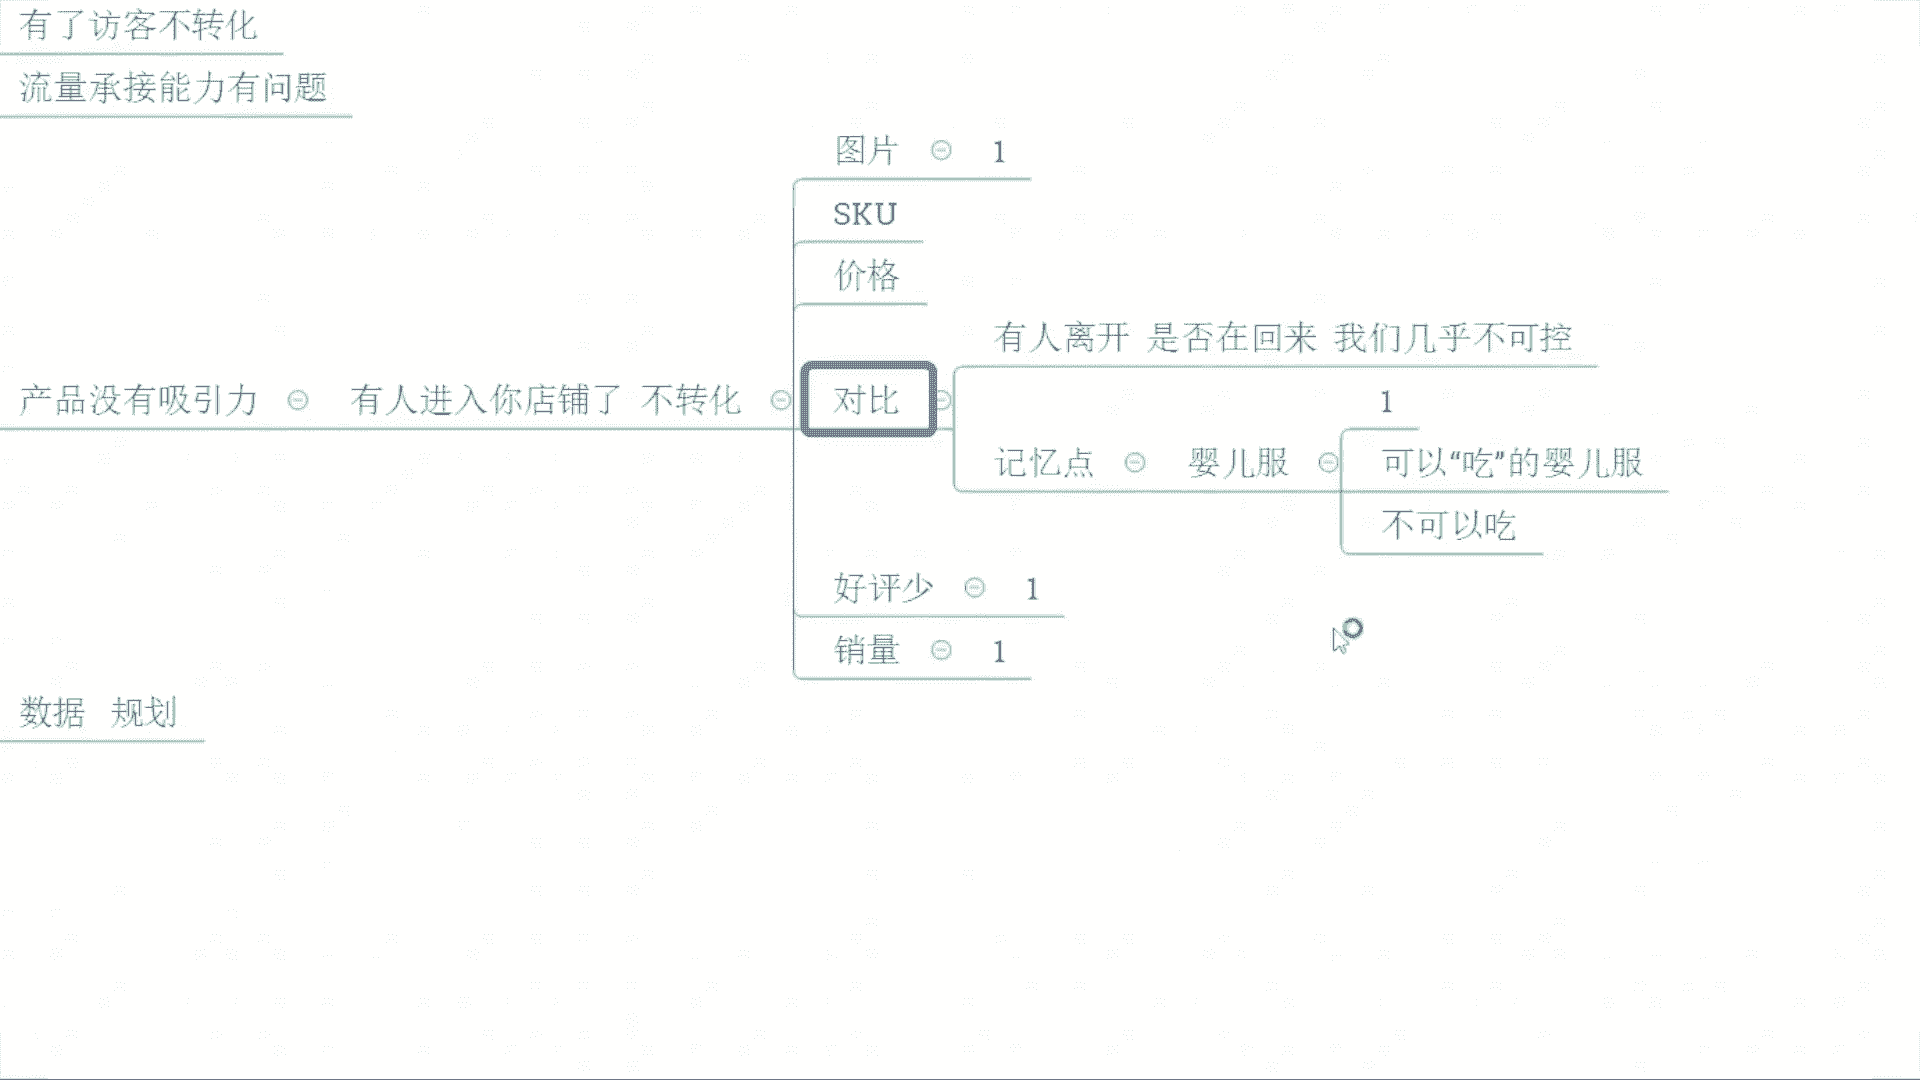 有了访客不转化
流量承接能力有问题
图片 1
SKU
价格
有人离开 是否在回来 我们几乎不可控
产品没有吸引力 有人进入你店铺了 不转化 对比 1
记忆点 婴儿服 可以“吃”的婴儿服
不可以吃
好评少 1
销量 1
数据 规划